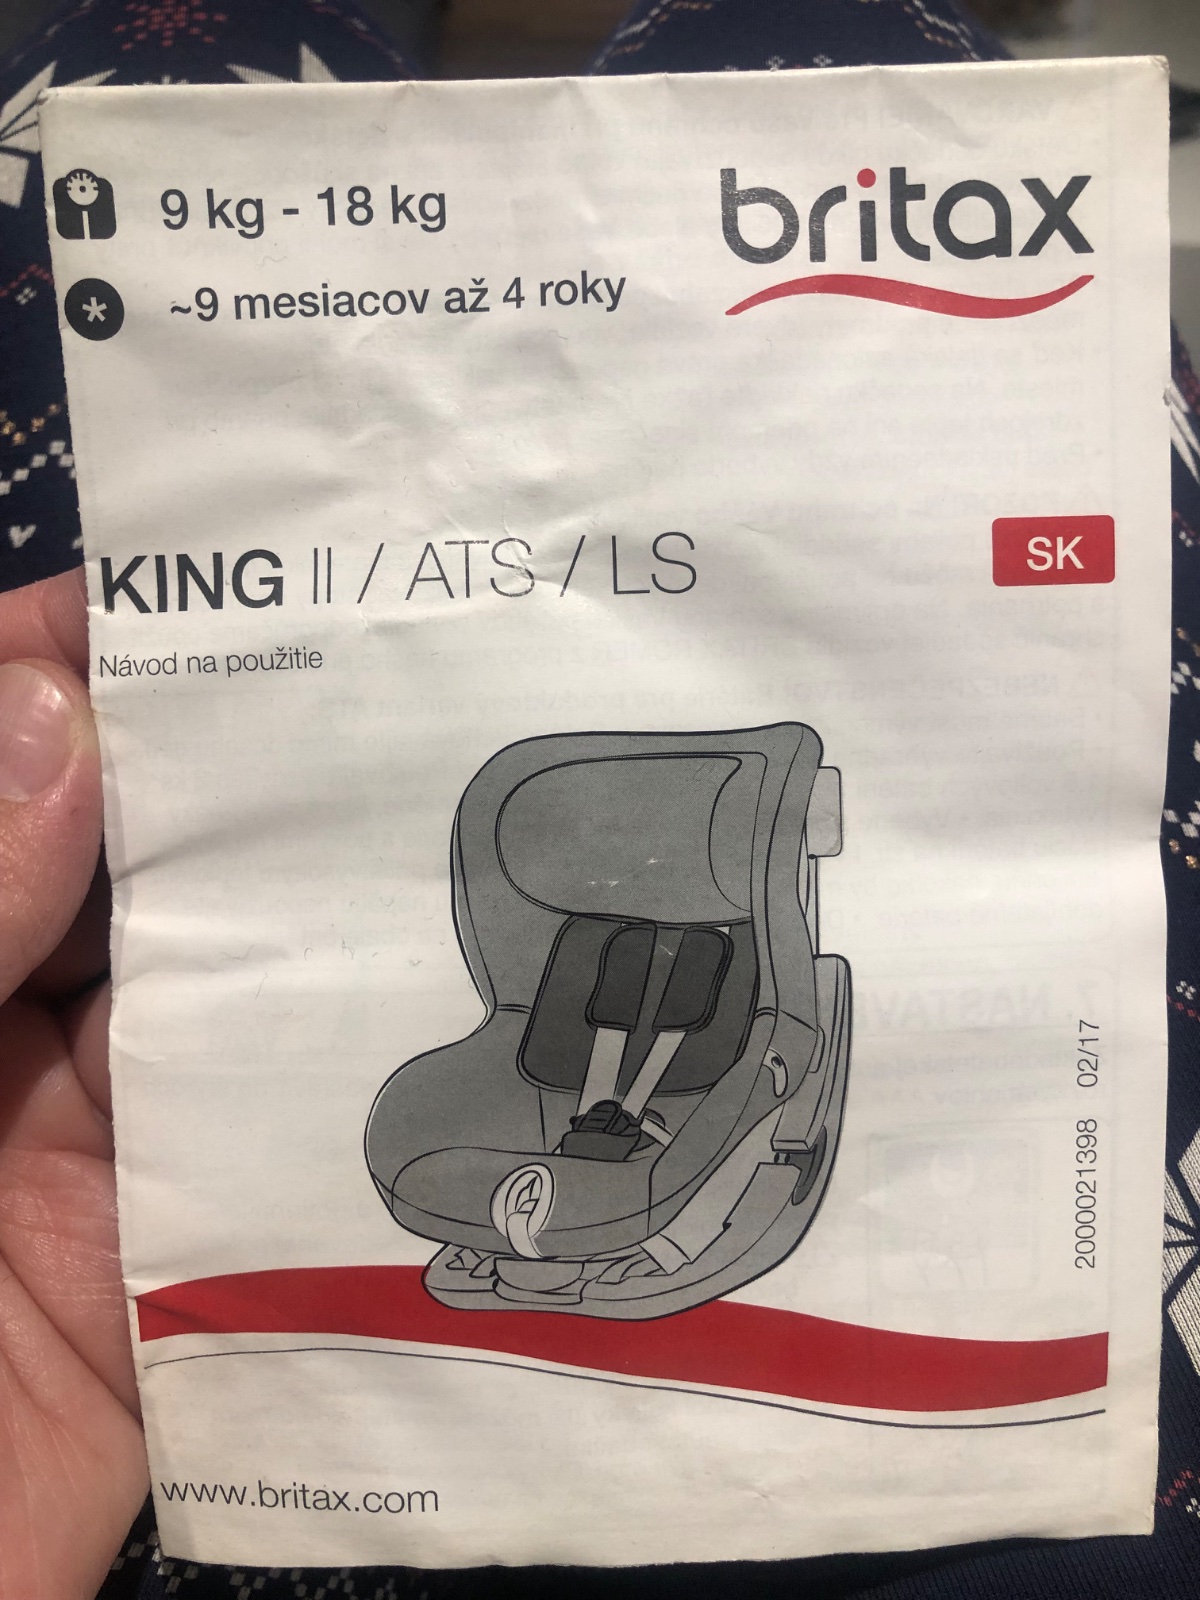 9 kg - 18 kg
britax
* ~9 mesiacov až 4 roky
KING II / ATS / LS
SK
Návod na použitie
2000021398 02/17
www.britax.com